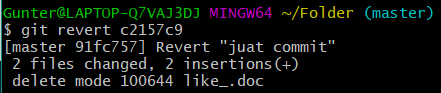 Gunter@LAPTOP-Q7VAJ3DJ MINGW64 ~/Folder (master)
$ git revert c2157c9
[master 91fc757] Revert "juat commit"
 2 files changed, 2 insertions(+)
 delete mode 100644 like_.doc